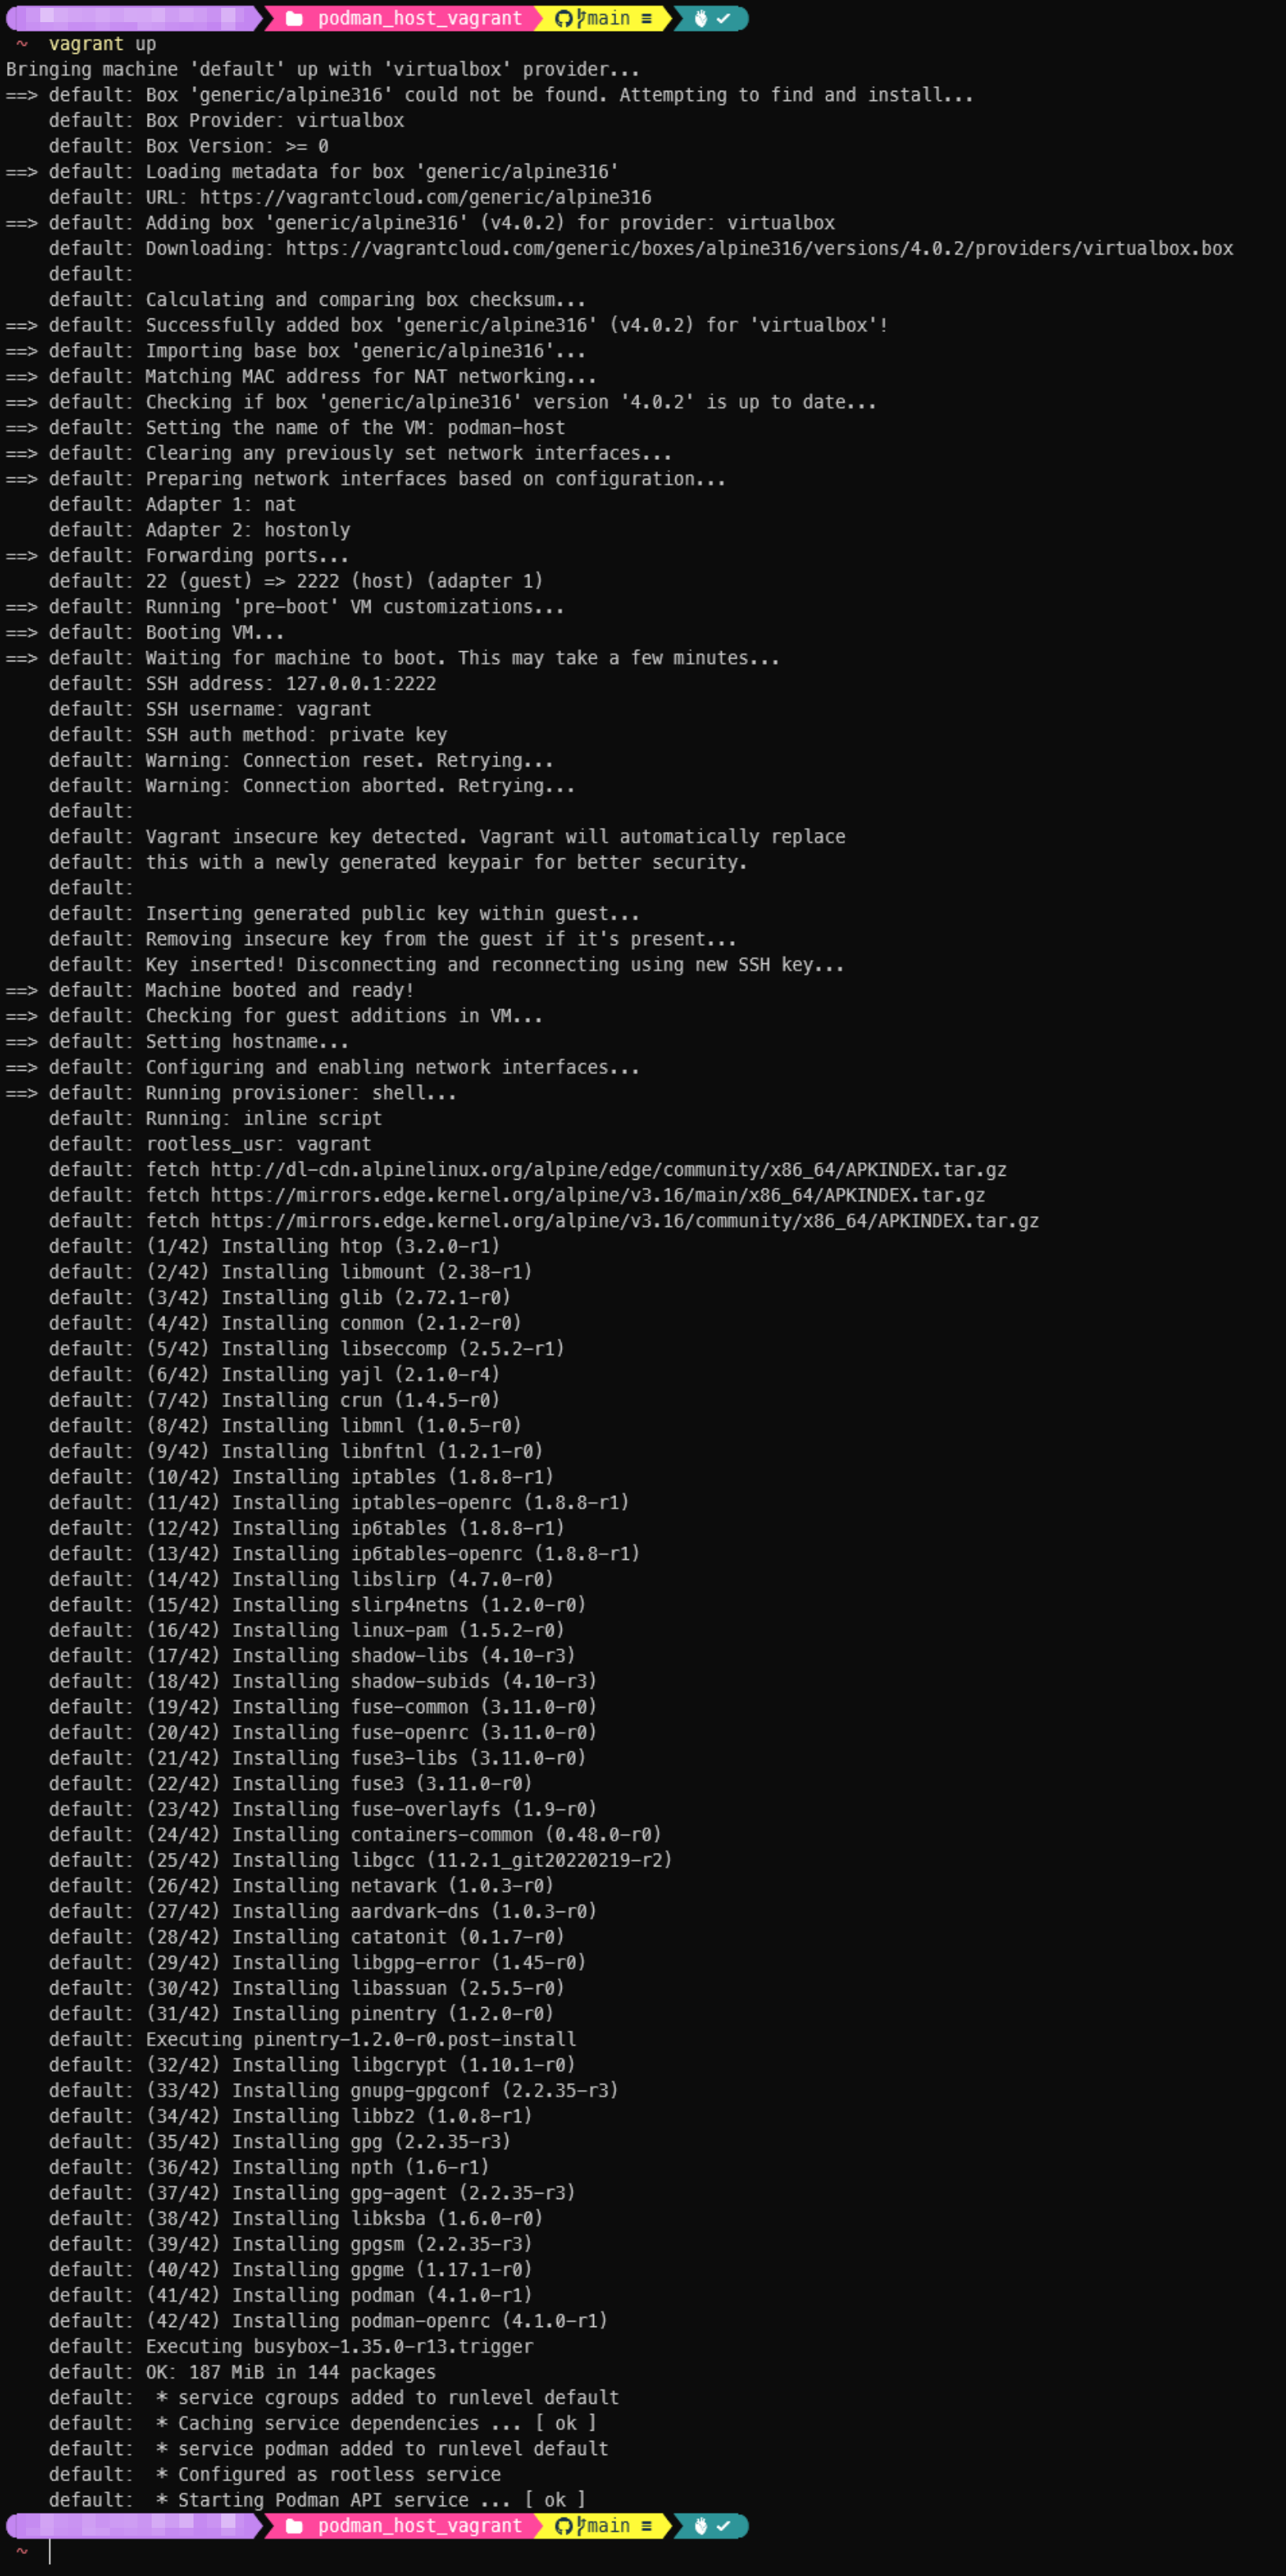 podman_host_vagrant main ≡ ✓
~ vagrant up
Bringing machine 'default' up with 'virtualbox' provider...
==> default: Box 'generic/alpine316' could not be found. Attempting to find and install...
default: Box Provider: virtualbox
default: Box Version: >= 0
==> default: Loading metadata for box 'generic/alpine316'
default: URL: https://vagrantcloud.com/generic/alpine316
==> default: Adding box 'generic/alpine316' (v4.0.2) for provider: virtualbox
default: Downloading: https://vagrantcloud.com/generic/boxes/alpine316/versions/4.0.2/providers/virtualbox.box
default:
default: Calculating and comparing box checksum...
==> default: Successfully added box 'generic/alpine316' (v4.0.2) for 'virtualbox'!
==> default: Importing base box 'generic/alpine316'...
==> default: Matching MAC address for NAT networking...
==> default: Checking if box 'generic/alpine316' version '4.0.2' is up to date...
==> default: Setting the name of the VM: podman-host
==> default: Clearing any previously set network interfaces...
==> default: Preparing network interfaces based on configuration...
default: Adapter 1: nat
default: Adapter 2: hostonly
==> default: Forwarding ports...
default: 22 (guest) => 2222 (host) (adapter 1)
==> default: Running 'pre-boot' VM customizations...
==> default: Booting VM...
==> default: Waiting for machine to boot. This may take a few minutes...
default: SSH address: 127.0.0.1:2222
default: SSH username: vagrant
default: SSH auth method: private key
default: Warning: Connection reset. Retrying...
default: Warning: Connection aborted. Retrying...
default:
default: Vagrant insecure key detected. Vagrant will automatically replace
default: this with a newly generated keypair for better security.
default:
default: Inserting generated public key within guest...
default: Removing insecure key from the guest if it's present...
default: Key inserted! Disconnecting and reconnecting using new SSH key...
==> default: Machine booted and ready!
==> default: Checking for guest additions in VM...
==> default: Setting hostname...
==> default: Configuring and enabling network interfaces...
==> default: Running provisioner: shell...
default: Running: inline script
default: rootless_usr: vagrant
default: fetch http://dl-cdn.alpinelinux.org/alpine/edge/community/x86_64/APKINDEX.tar.gz
default: fetch https://mirrors.edge.kernel.org/alpine/v3.16/main/x86_64/APKINDEX.tar.gz
default: fetch https://mirrors.edge.kernel.org/alpine/v3.16/community/x86_64/APKINDEX.tar.gz
default: (1/42) Installing htop (3.2.0-r1)
default: (2/42) Installing libmount (2.38-r1)
default: (3/42) Installing glib (2.72.1-r0)
default: (4/42) Installing conmon (2.1.2-r0)
default: (5/42) Installing libseccomp (2.5.2-r1)
default: (6/42) Installing yajl (2.1.0-r4)
default: (7/42) Installing crun (1.4.5-r0)
default: (8/42) Installing libmnl (1.0.5-r0)
default: (9/42) Installing libnftnl (1.2.1-r0)
default: (10/42) Installing iptables (1.8.8-r1)
default: (11/42) Installing iptables-openrc (1.8.8-r1)
default: (12/42) Installing ip6tables (1.8.8-r1)
default: (13/42) Installing ip6tables-openrc (1.8.8-r1)
default: (14/42) Installing libslirp (4.7.0-r0)
default: (15/42) Installing slirp4netns (1.2.0-r0)
default: (16/42) Installing linux-pam (1.5.2-r0)
default: (17/42) Installing shadow-libs (4.10-r3)
default: (18/42) Installing shadow-subids (4.10-r3)
default: (19/42) Installing fuse-common (3.11.0-r0)
default: (20/42) Installing fuse-openrc (3.11.0-r0)
default: (21/42) Installing fuse3-libs (3.11.0-r0)
default: (22/42) Installing fuse3 (3.11.0-r0)
default: (23/42) Installing fuse-overlayfs (1.9-r0)
default: (24/42) Installing containers-common (0.48.0-r0)
default: (25/42) Installing libgcc (11.2.1_git20220219-r2)
default: (26/42) Installing netavark (1.0.3-r0)
default: (27/42) Installing aardvark-dns (1.0.3-r0)
default: (28/42) Installing catatonit (0.1.7-r0)
default: (29/42) Installing libgpg-error (1.45-r0)
default: (30/42) Installing libassuan (2.5.5-r0)
default: (31/42) Installing pinentry (1.2.0-r0)
default: Executing pinentry-1.2.0-r0.post-install
default: (32/42) Installing libgcrypt (1.10.1-r0)
default: (33/42) Installing gnupg-gpgconf (2.2.35-r3)
default: (34/42) Installing libbz2 (1.0.8-r1)
default: (35/42) Installing gpg (2.2.35-r3)
default: (36/42) Installing npth (1.6-r1)
default: (37/42) Installing gpg-agent (2.2.35-r3)
default: (38/42) Installing libksba (1.6.0-r0)
default: (39/42) Installing gpgsm (2.2.35-r3)
default: (40/42) Installing gpgme (1.17.1-r0)
default: (41/42) Installing podman (4.1.0-r1)
default: (42/42) Installing podman-openrc (4.1.0-r1)
default: Executing busybox-1.35.0-r13.trigger
default: OK: 187 MiB in 144 packages
default: * service cgroups added to runlevel default
default: * Caching service dependencies ... [ ok ]
default: * service podman added to runlevel default
default: * Configured as rootless service
default: * Starting Podman API service ... [ ok ]
podman_host_vagrant main ≡ ✓
~